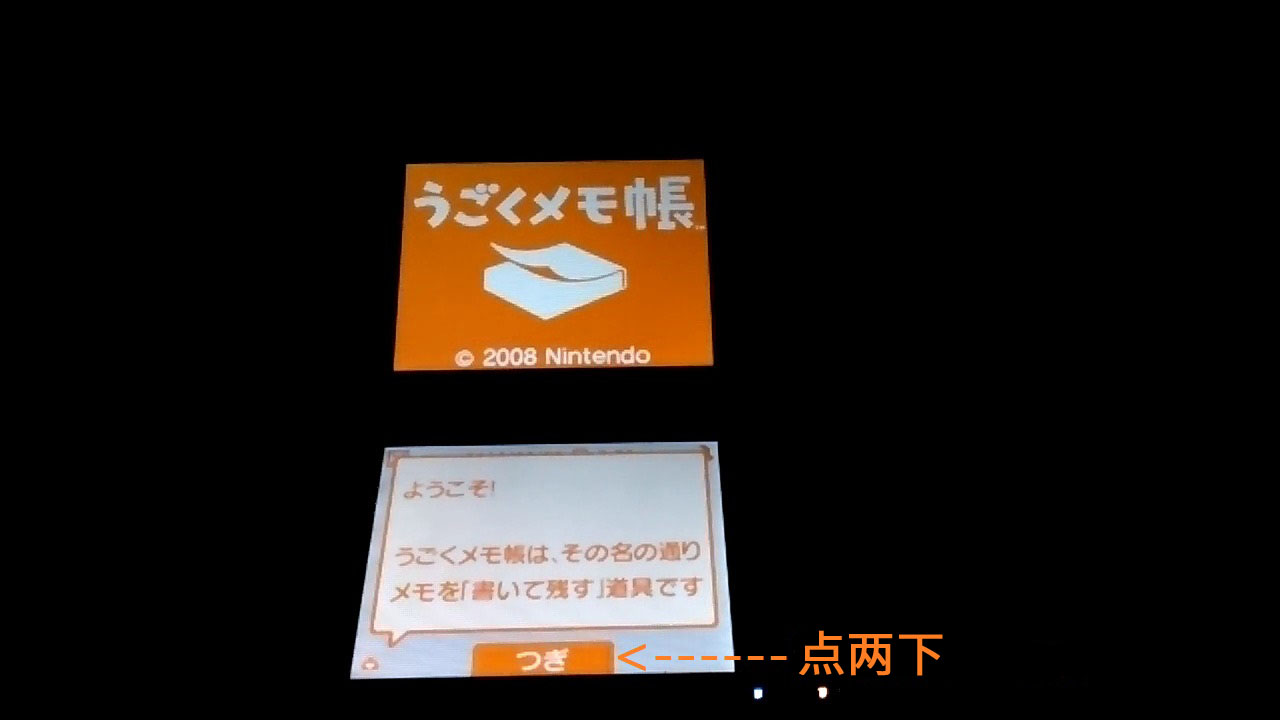 うごくメモ帳™
© 2008 Nintendo
ようこそ!
うごくメモ帳は、その名の通り
メモを「書いて残す」道具です
つぎ
<------ 点两下